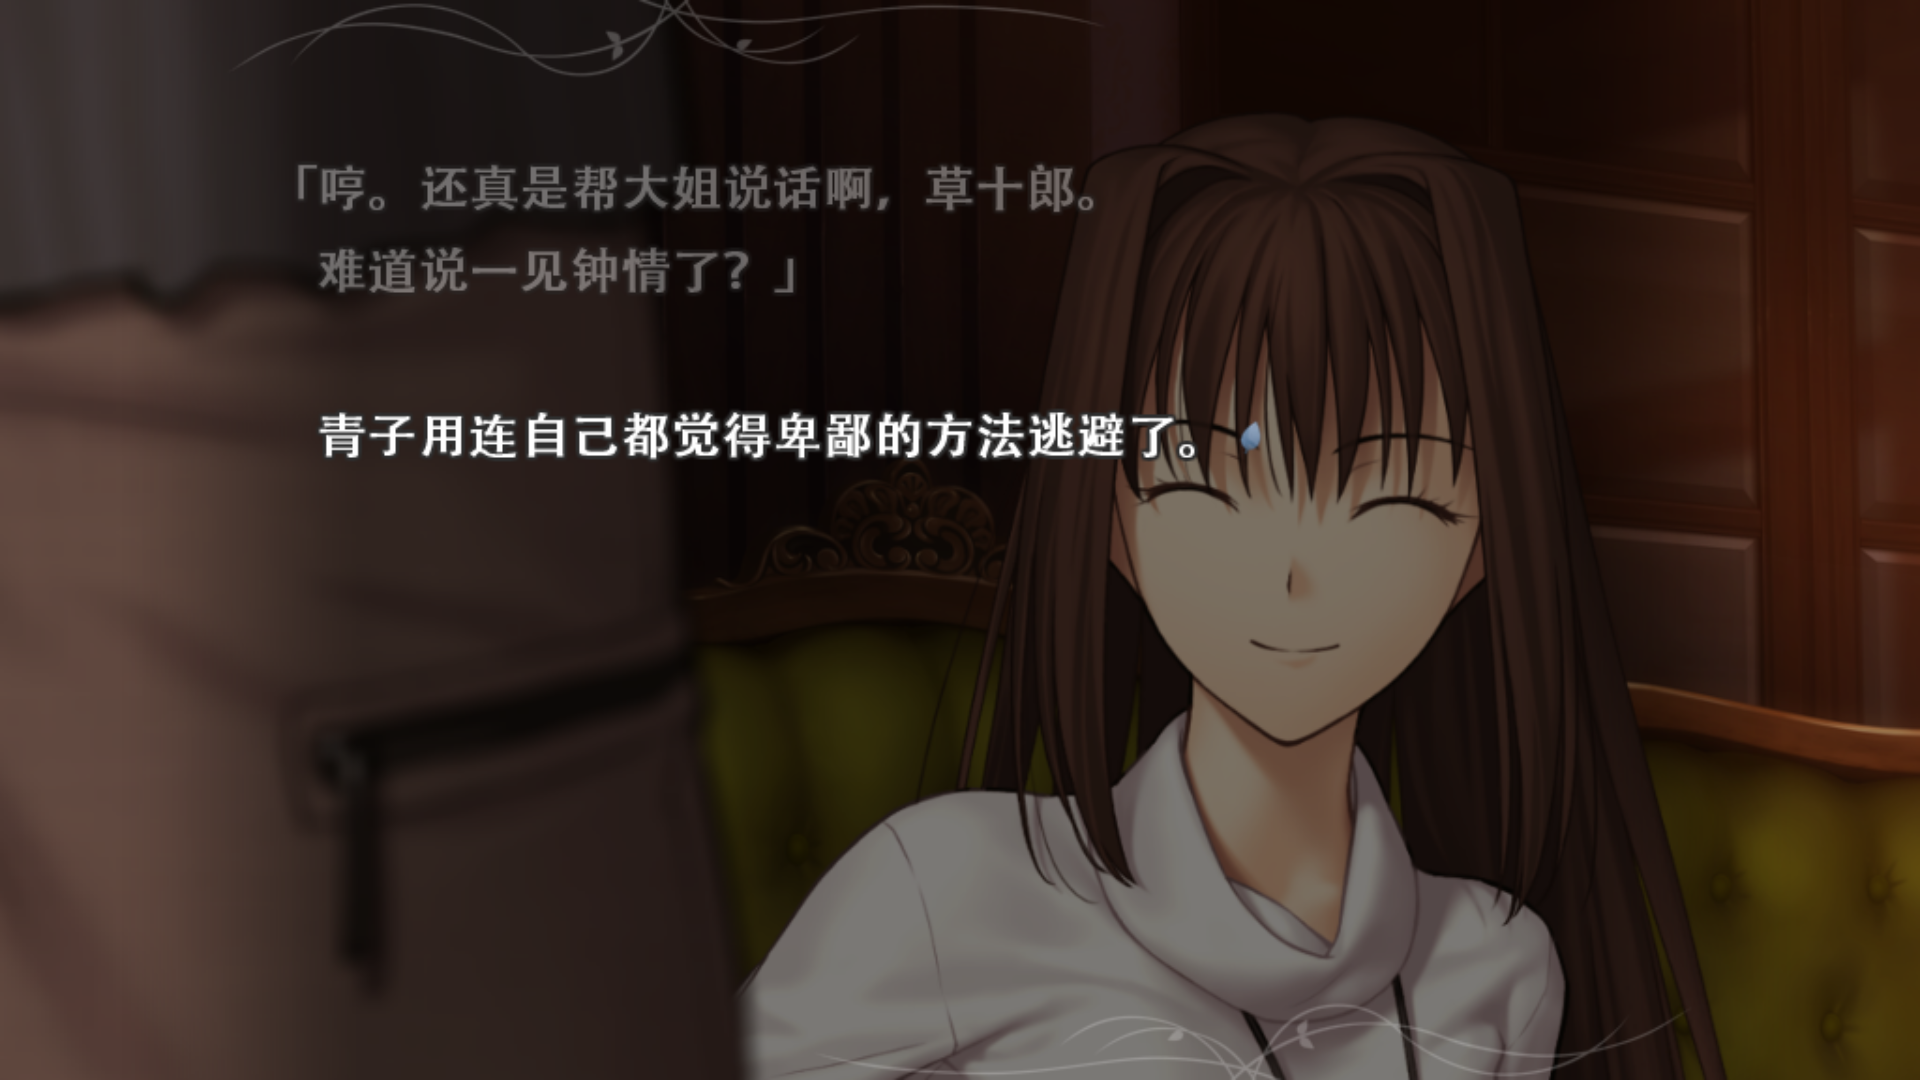 「哼。还真是帮大姐说话啊，草十郎。
难道说一见钟情了？」
青子用连自己都觉得卑鄙的方法逃避了。